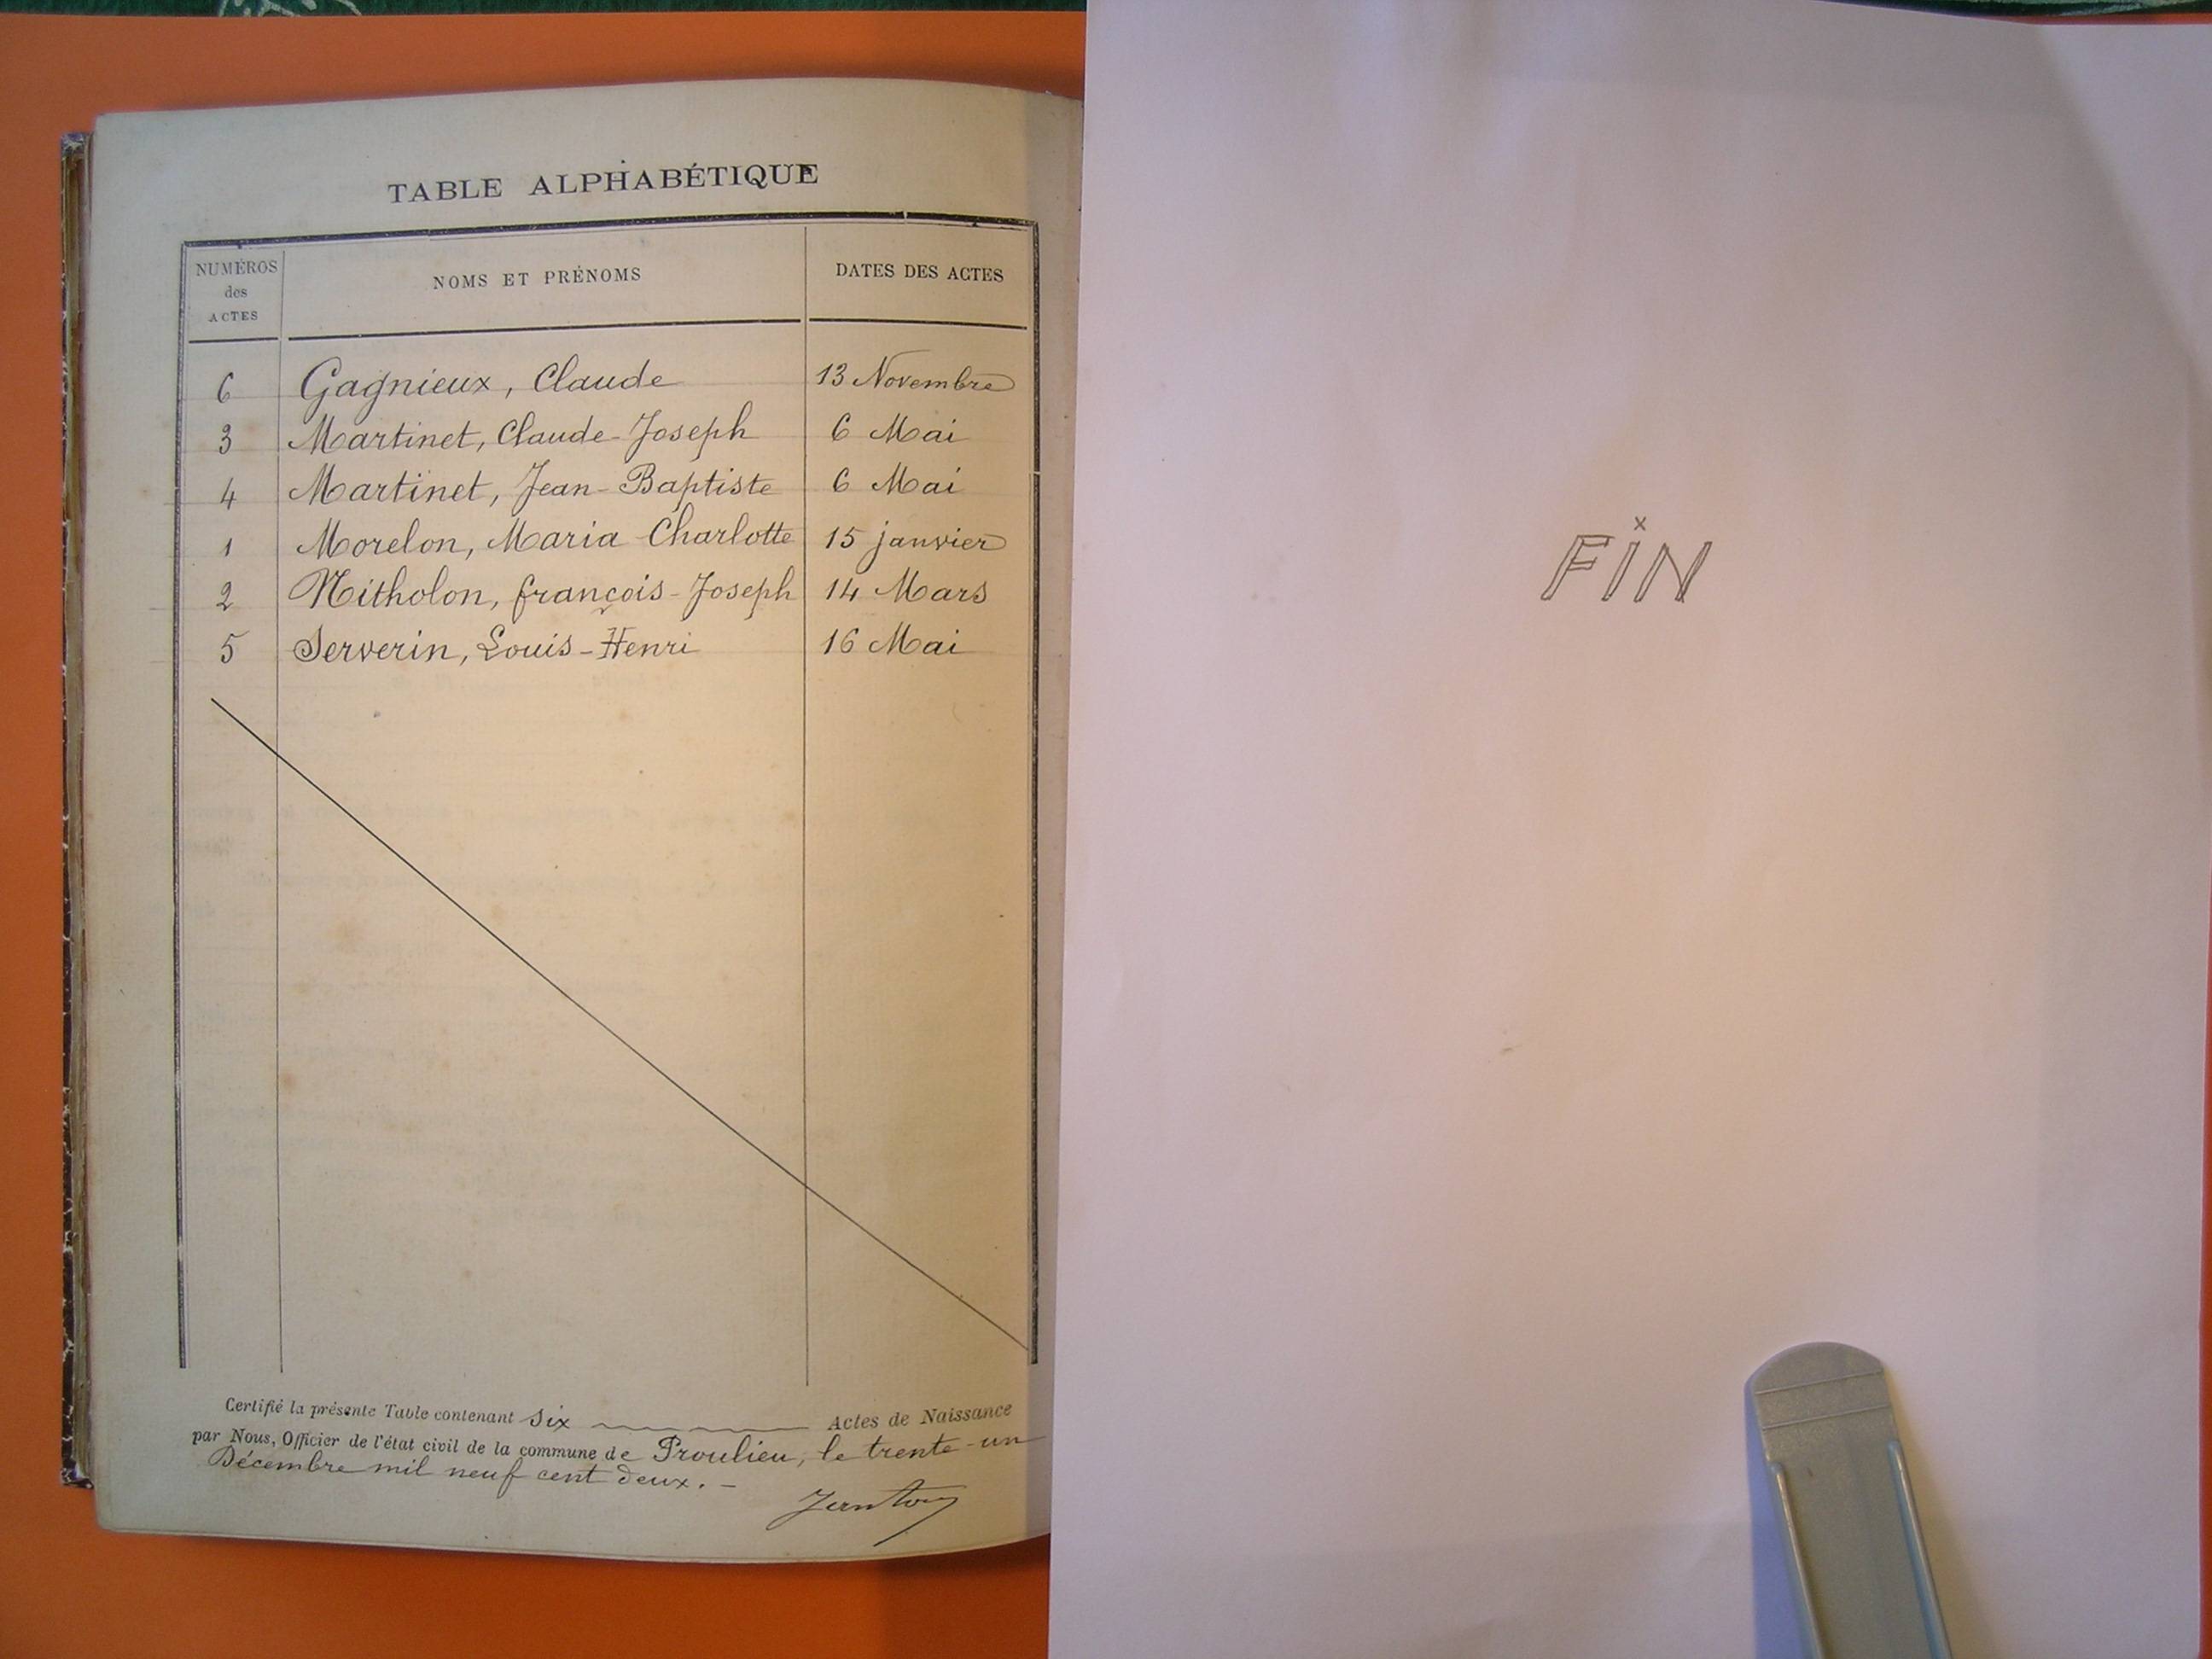 TABLE ALPHABÉTIQUE
NUMÉROS des ACTES
NOMS ET PRÉNOMS
DATES DES ACTES
6 Gagnieux, Claude 13 Novembre
3 Martinet, Claude-Joseph 6 Mai
4 Martinet, Jean-Baptiste 6 Mai
1 Morelon, Maria Charlotte 15 janvier
2 Nitholon, françois-Joseph 14 Mars
5 Serverin, Louis-Henri 16 Mai
Certifié la présente Table contenant six Actes de Naissance
par Nous, Officier de l'état civil de la commune de Proulieu, le trente-un
Décembre mil neuf cent deux. -
FIN